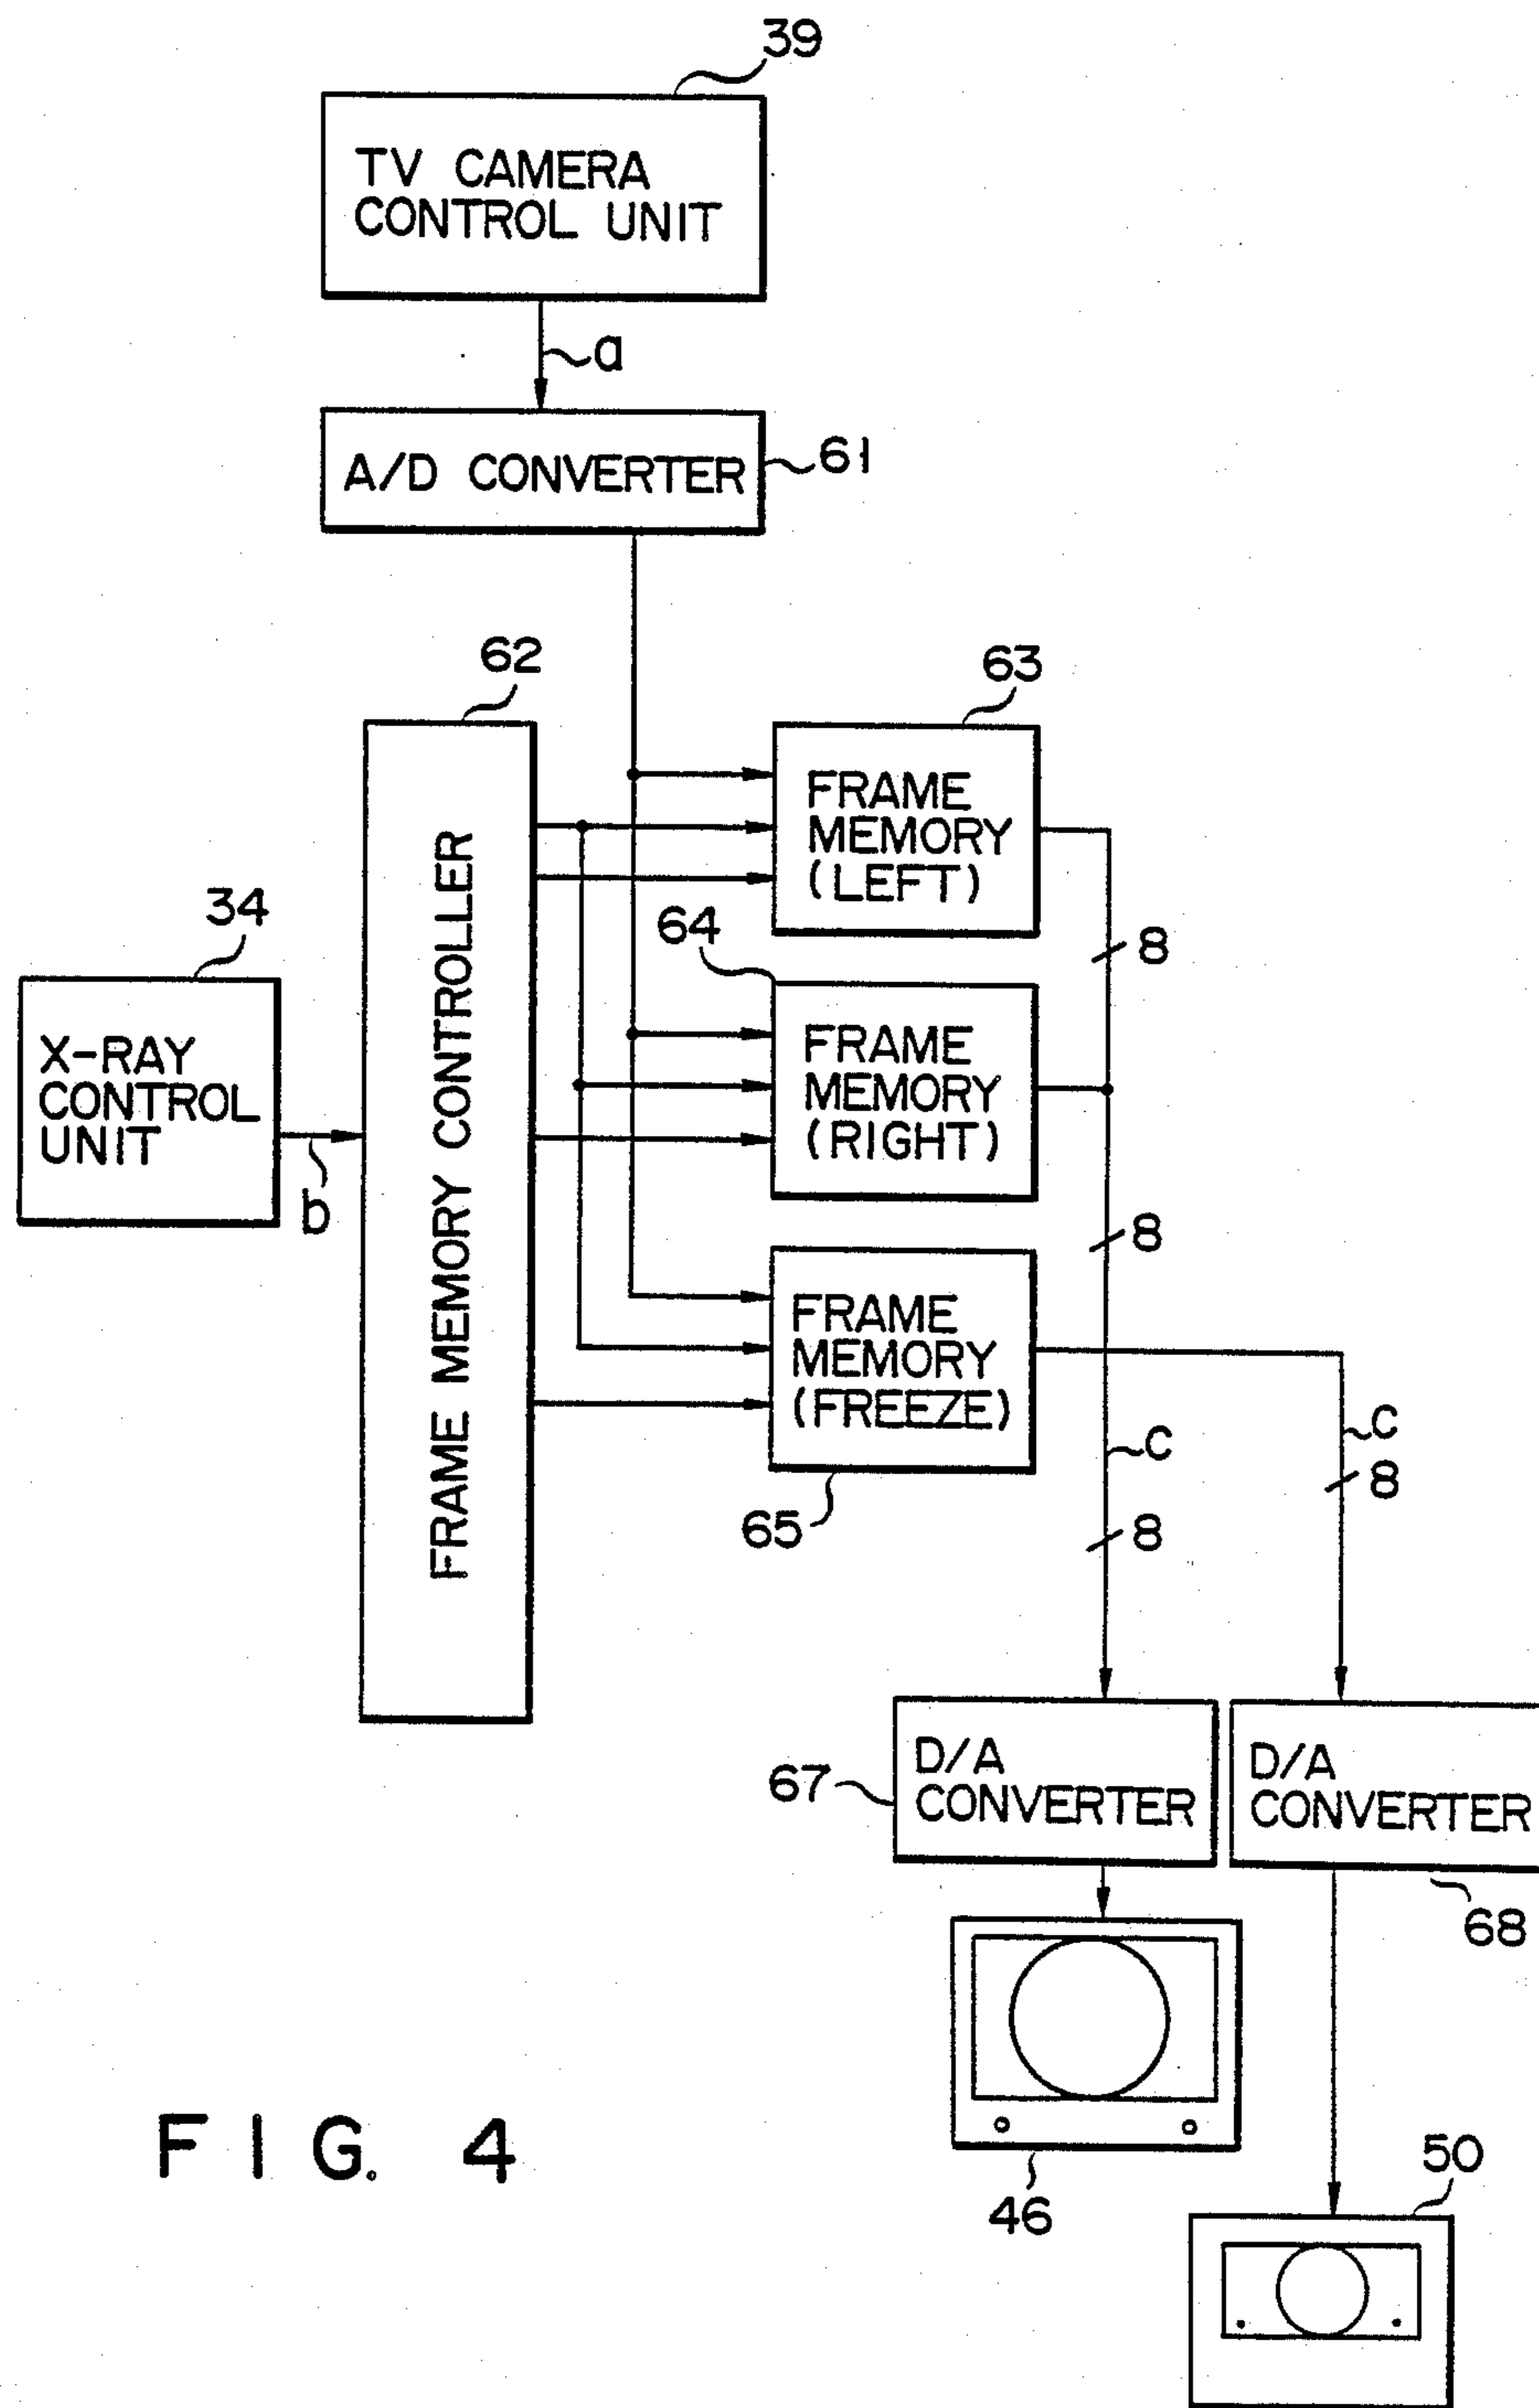 39
TV CAMERA
CONTROL UNIT
a
A/D CONVERTER
61
62
63
FRAME MEMORY CONTROLLER
FRAME
MEMORY
(LEFT)
34
64
8
X-RAY
CONTROL
UNIT
b
FRAME
MEMORY
(RIGHT)
8
FRAME
MEMORY
(FREEZE)
65
C
8
C
8
67
D/A
CONVERTER
D/A
CONVERTER
68
46
50
FIG. 4